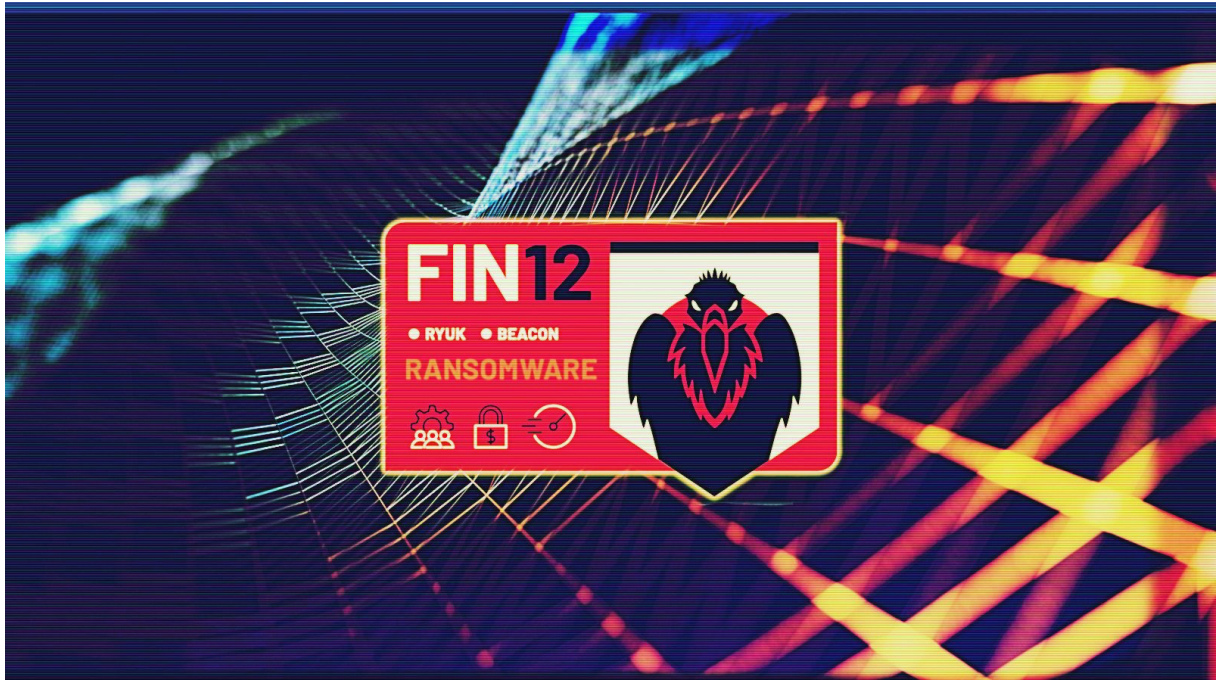 FIN12
● RYUK ● BEACON
RANSOMWARE
$